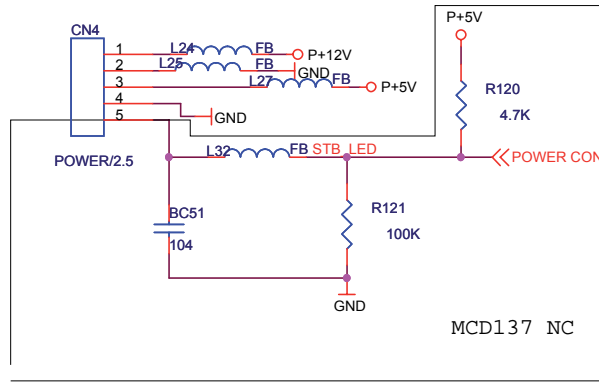 CN4
P+5V
1 L24 FB P+12V
2 L25 FB GND
3 L27 FB P+5V
4 GND
5
R120
4.7K
POWER/2.5
L32 FB STB_LED
POWER CON
BC51
104
R121
100K
GND
MCD137 NC